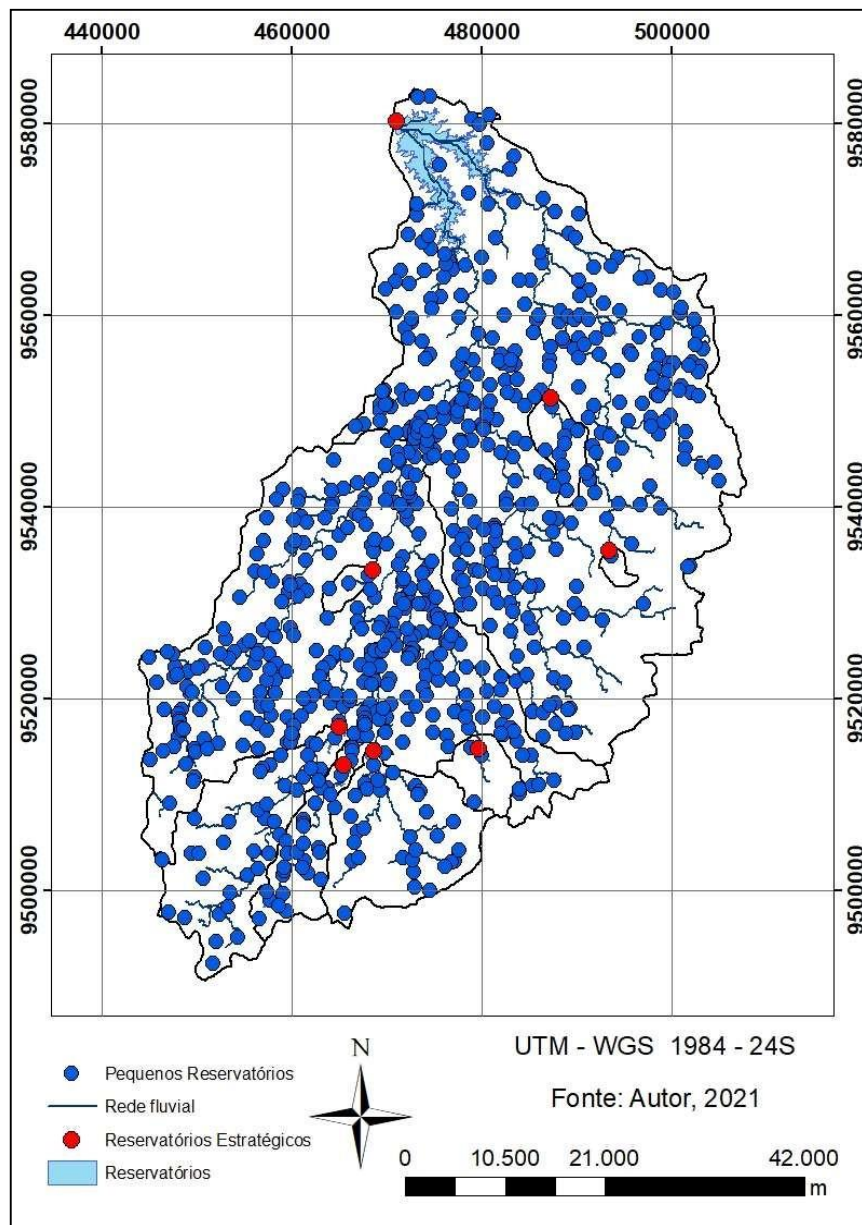 440000 460000 480000 500000
9580000 9580000
9560000 9560000
9540000 9540000
9520000 9520000
9500000 9500000
UTM - WGS 1984 - 24S
Fonte: Autor, 2021
N
Pequenos Reservatórios
Rede fluvial
Reservatórios Estratégicos
Reservatórios
0 10.500 21.000 42.000
m